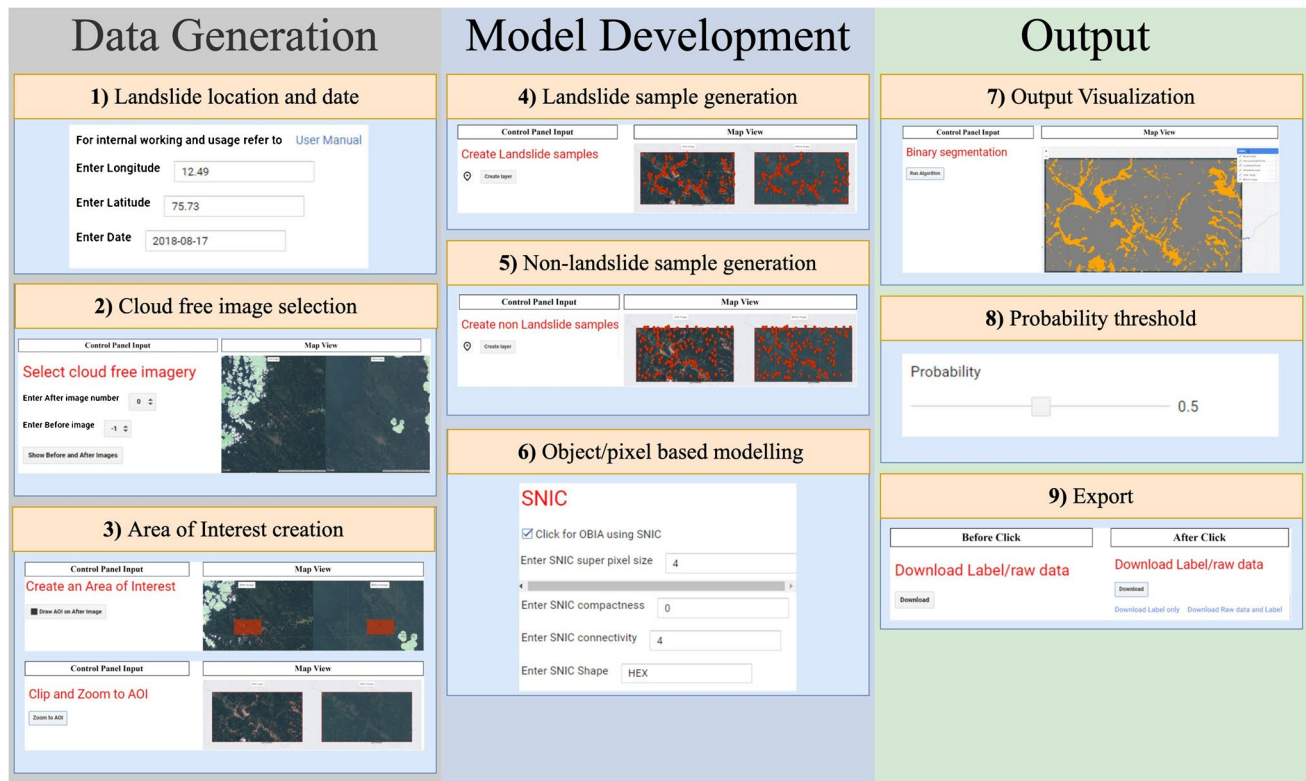 Data Generation
1) Landslide location and date
For internal working and usage refer to User Manual
Enter Longitude 12.49
Enter Latitude 75.73
Enter Date 2018-08-17
2) Cloud free image selection
Control Panel Input Map View
Select cloud free imagery
Enter After image number 0
Enter Before image -1
Show Before and After Images
3) Area of Interest creation
Control Panel Input Map View
Create an Area of Interest
Draw AOI on After Image
Control Panel Input Map View
Clip and Zoom to AOI
Zoom to AOI
Model Development
4) Landslide sample generation
Control Panel Input Map View
Create Landslide samples
Create layer
5) Non-landslide sample generation
Control Panel Input Map View
Create non Landslide samples
Create layer
6) Object/pixel based modelling
SNIC
Click for OBIA using SNIC
Enter SNIC super pixel size 4
Enter SNIC compactness 0
Enter SNIC connectivity 4
Enter SNIC Shape HEX
Output
7) Output Visualization
Control Panel Input Map View
Binary segmentation
Run Algorithm
8) Probability threshold
Probability
0.5
9) Export
Before Click After Click
Download Label/raw data
Download
Download Label/raw data
Download
Download Label only Download Raw data and Label